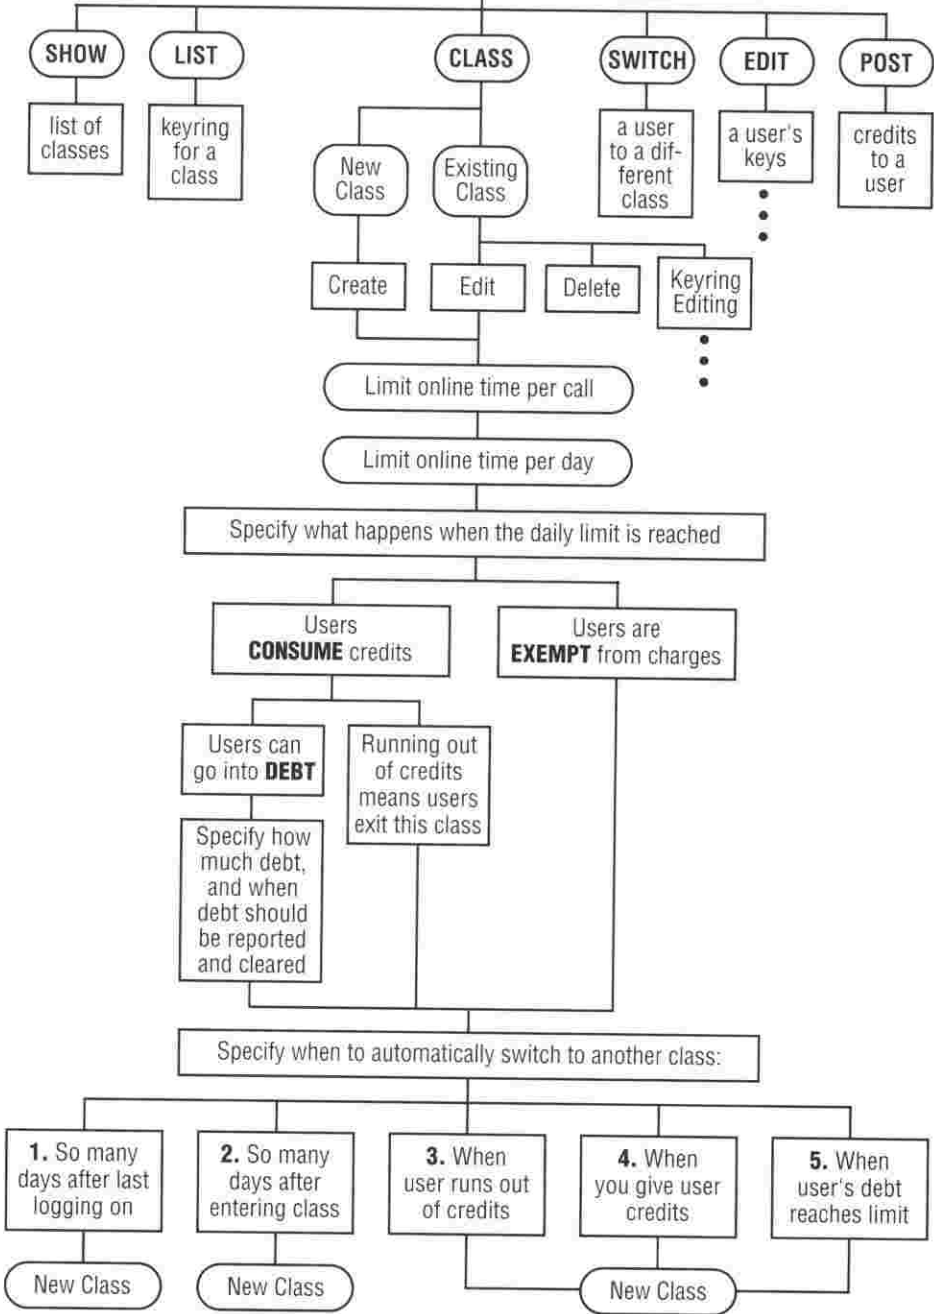 SHOW
LIST
CLASS
SWITCH
EDIT
POST
list of
classes
keyring
for a
class
a user
to a dif-
ferent
class
a user's
keys
credits
to a
user
New
Class
Existing
Class
Create
Edit
Delete
Keyring
Editing
Limit online time per call
Limit online time per day
Specify what happens when the daily limit is reached
Users
CONSUME credits
Users are
EXEMPT from charges
Users can
go into DEBT
Running out
of credits
means users
exit this class
Specify how
much debt,
and when
debt should
be reported
and cleared
Specify when to automatically switch to another class:
1. So many
days after last
logging on
2. So many
days after
entering class
3. When
user runs out
of credits
4. When
you give user
credits
5. When
user's debt
reaches limit
New Class
New Class
New Class